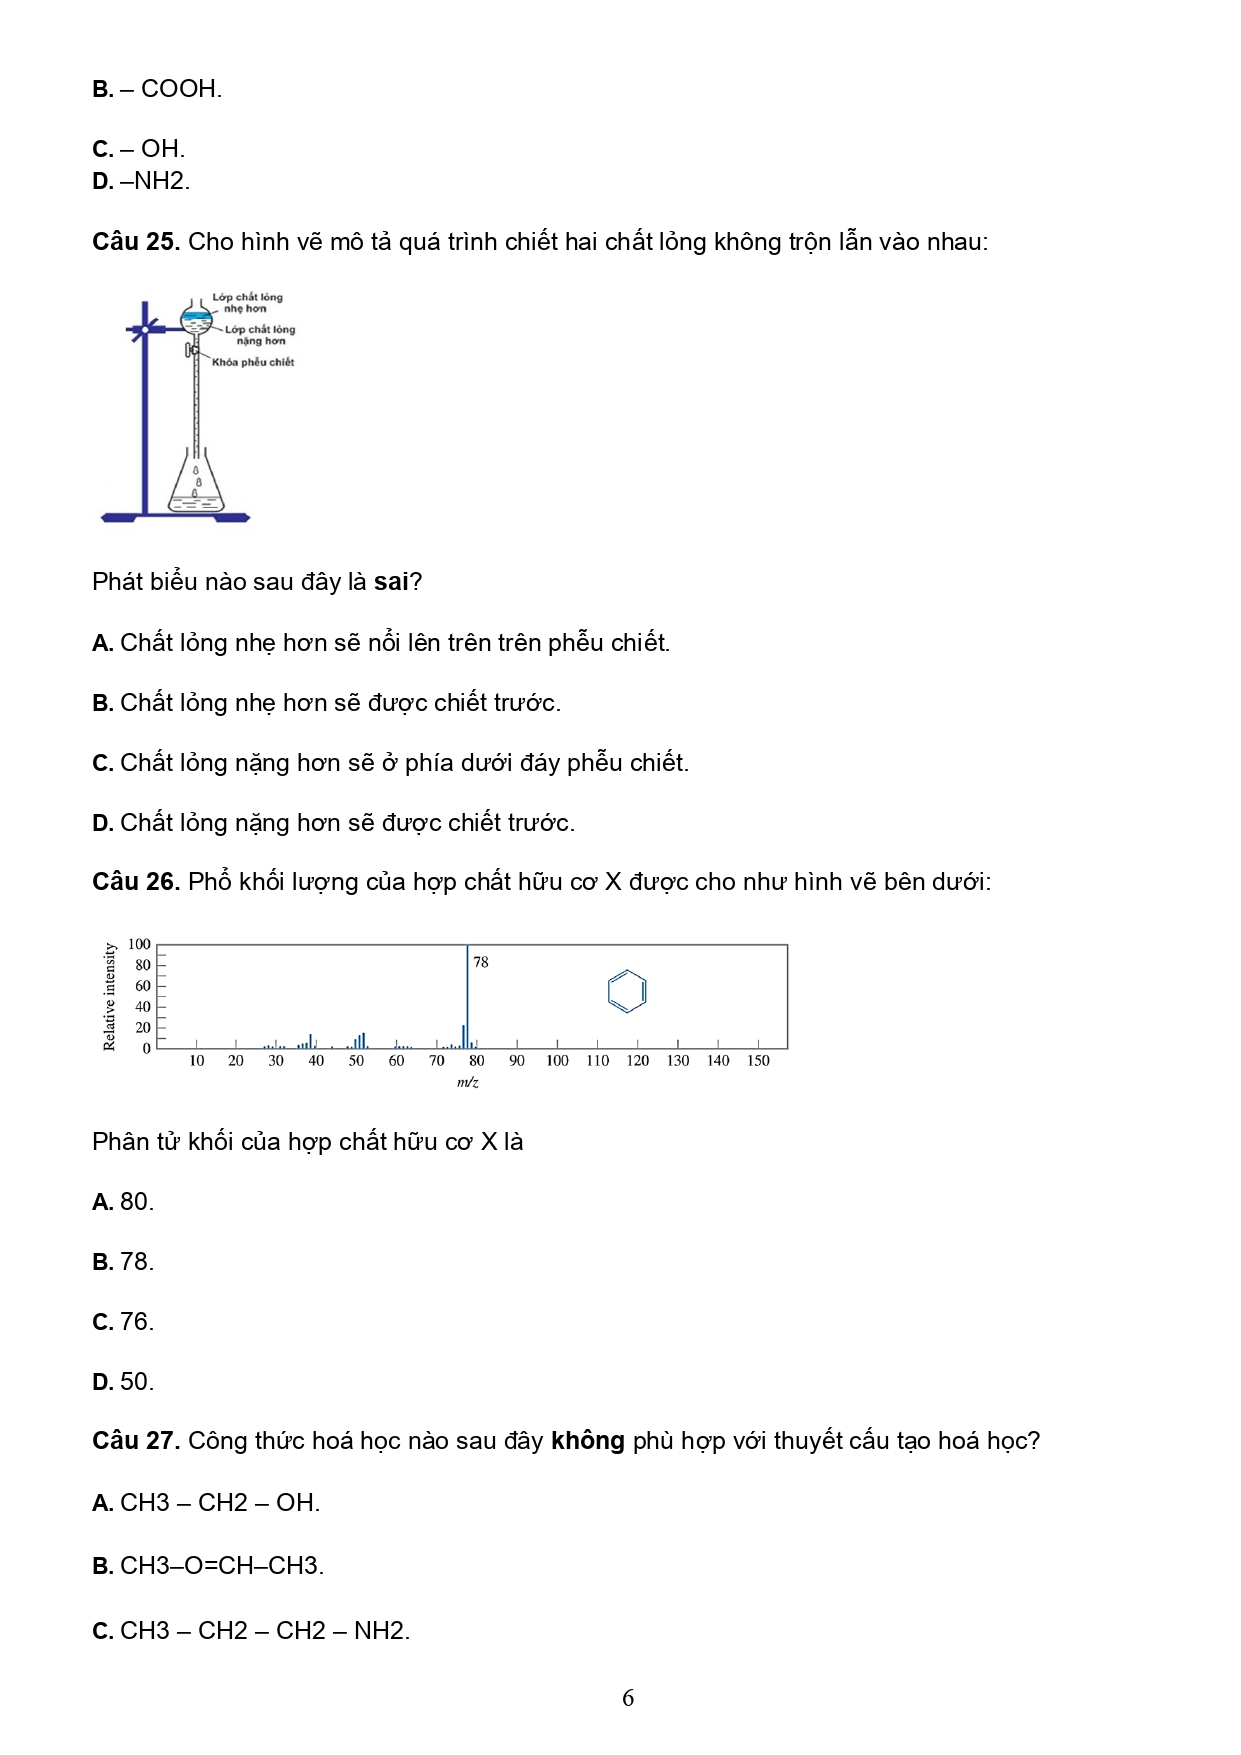 B. – COOH.
C. – OH.
D. –NH2.
Câu 25. Cho hình vẽ mô tả quá trình chiết hai chất lỏng không trộn lẫn vào nhau:
Lớp chất lỏng
nhẹ hơn
Lớp chất lỏng
nặng hơn
Khóa phễu chiết
Phát biểu nào sau đây là sai?
A. Chất lỏng nhẹ hơn sẽ nổi lên trên trên phễu chiết.
B. Chất lỏng nhẹ hơn sẽ được chiết trước.
C. Chất lỏng nặng hơn sẽ ở phía dưới đáy phễu chiết.
D. Chất lỏng nặng hơn sẽ được chiết trước.
Câu 26. Phổ khối lượng của hợp chất hữu cơ X được cho như hình vẽ bên dưới:
Relative intensity
100
80
60
40
20
0
78
10 20 30 40 50 60 70 80 90 100 110 120 130 140 150
m/z
Phân tử khối của hợp chất hữu cơ X là
A. 80.
B. 78.
C. 76.
D. 50.
Câu 27. Công thức hoá học nào sau đây không phù hợp với thuyết cấu tạo hoá học?
A. CH3 – CH2 – OH.
B. CH3–O=CH–CH3.
C. CH3 – CH2 – CH2 – NH2.
6